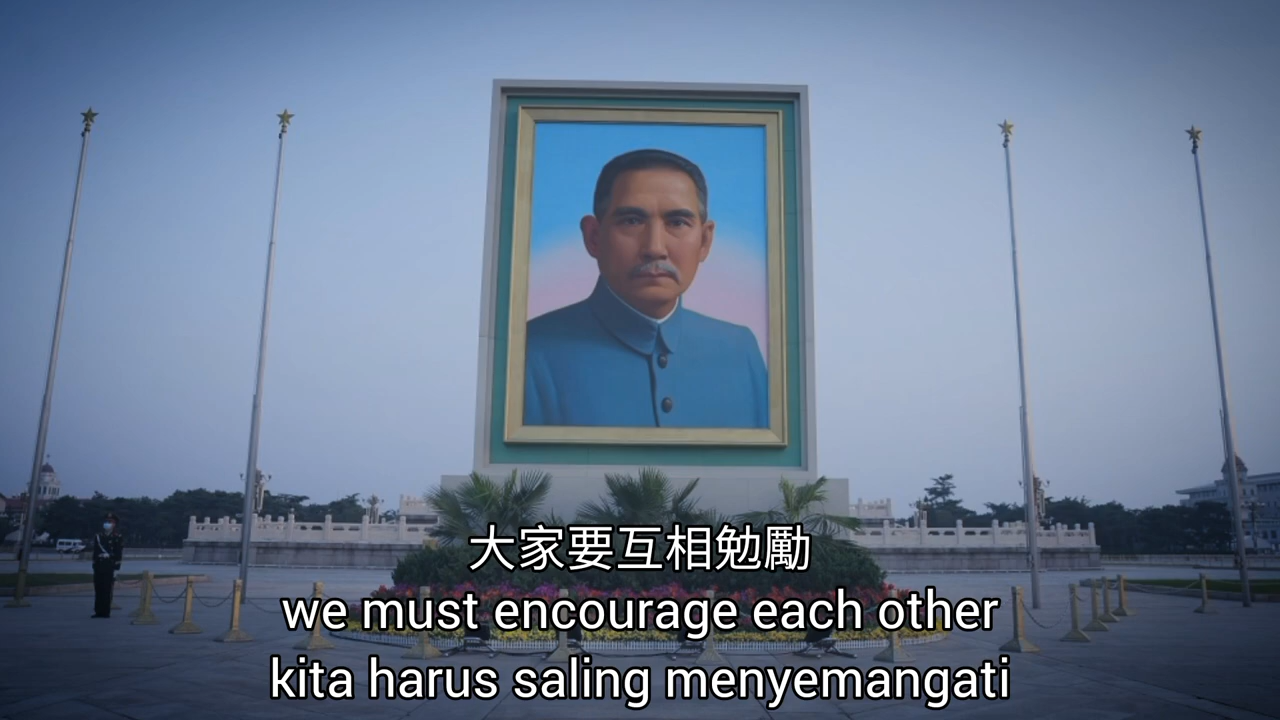 大家要互相勉勵
we must encourage each other
kita harus saling menyemangati